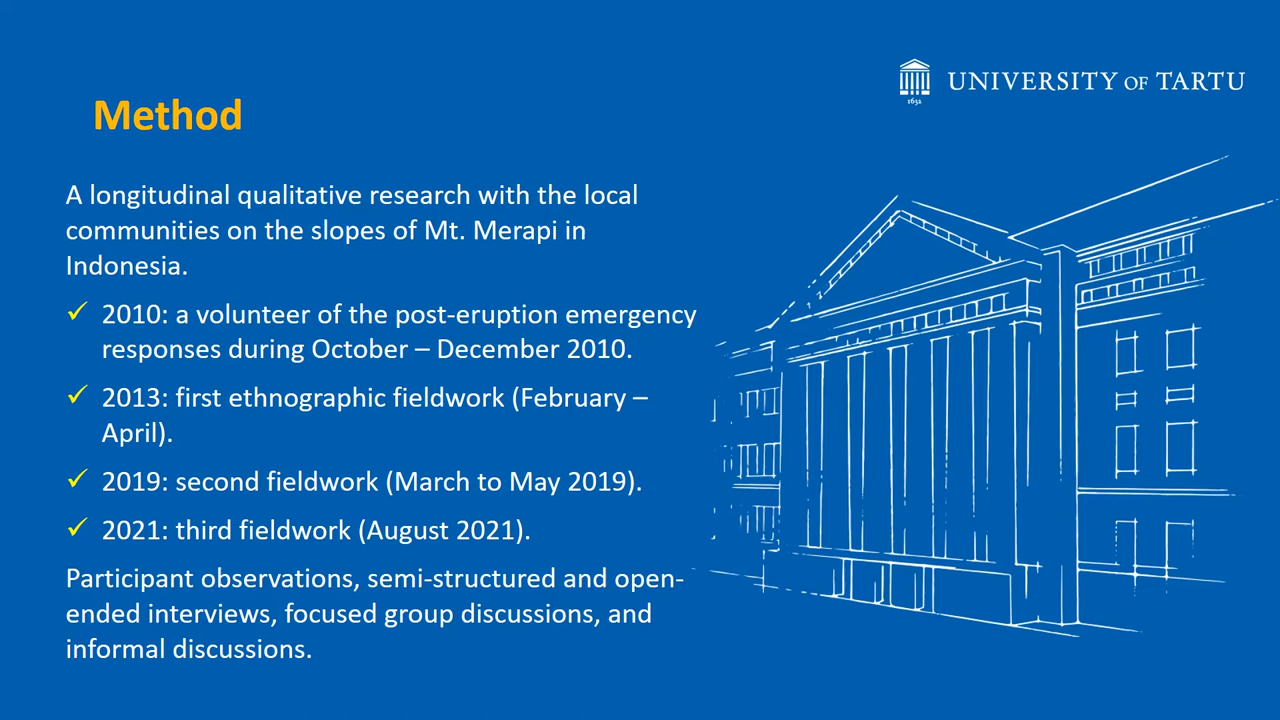 UNIVERSITY OF TARTU
1632
Method
A longitudinal qualitative research with the local
communities on the slopes of Mt. Merapi in
Indonesia.
✓ 2010: a volunteer of the post-eruption emergency
responses during October – December 2010.
✓ 2013: first ethnographic fieldwork (February –
April).
✓ 2019: second fieldwork (March to May 2019).
✓ 2021: third fieldwork (August 2021).
Participant observations, semi-structured and open-
ended interviews, focused group discussions, and
informal discussions.